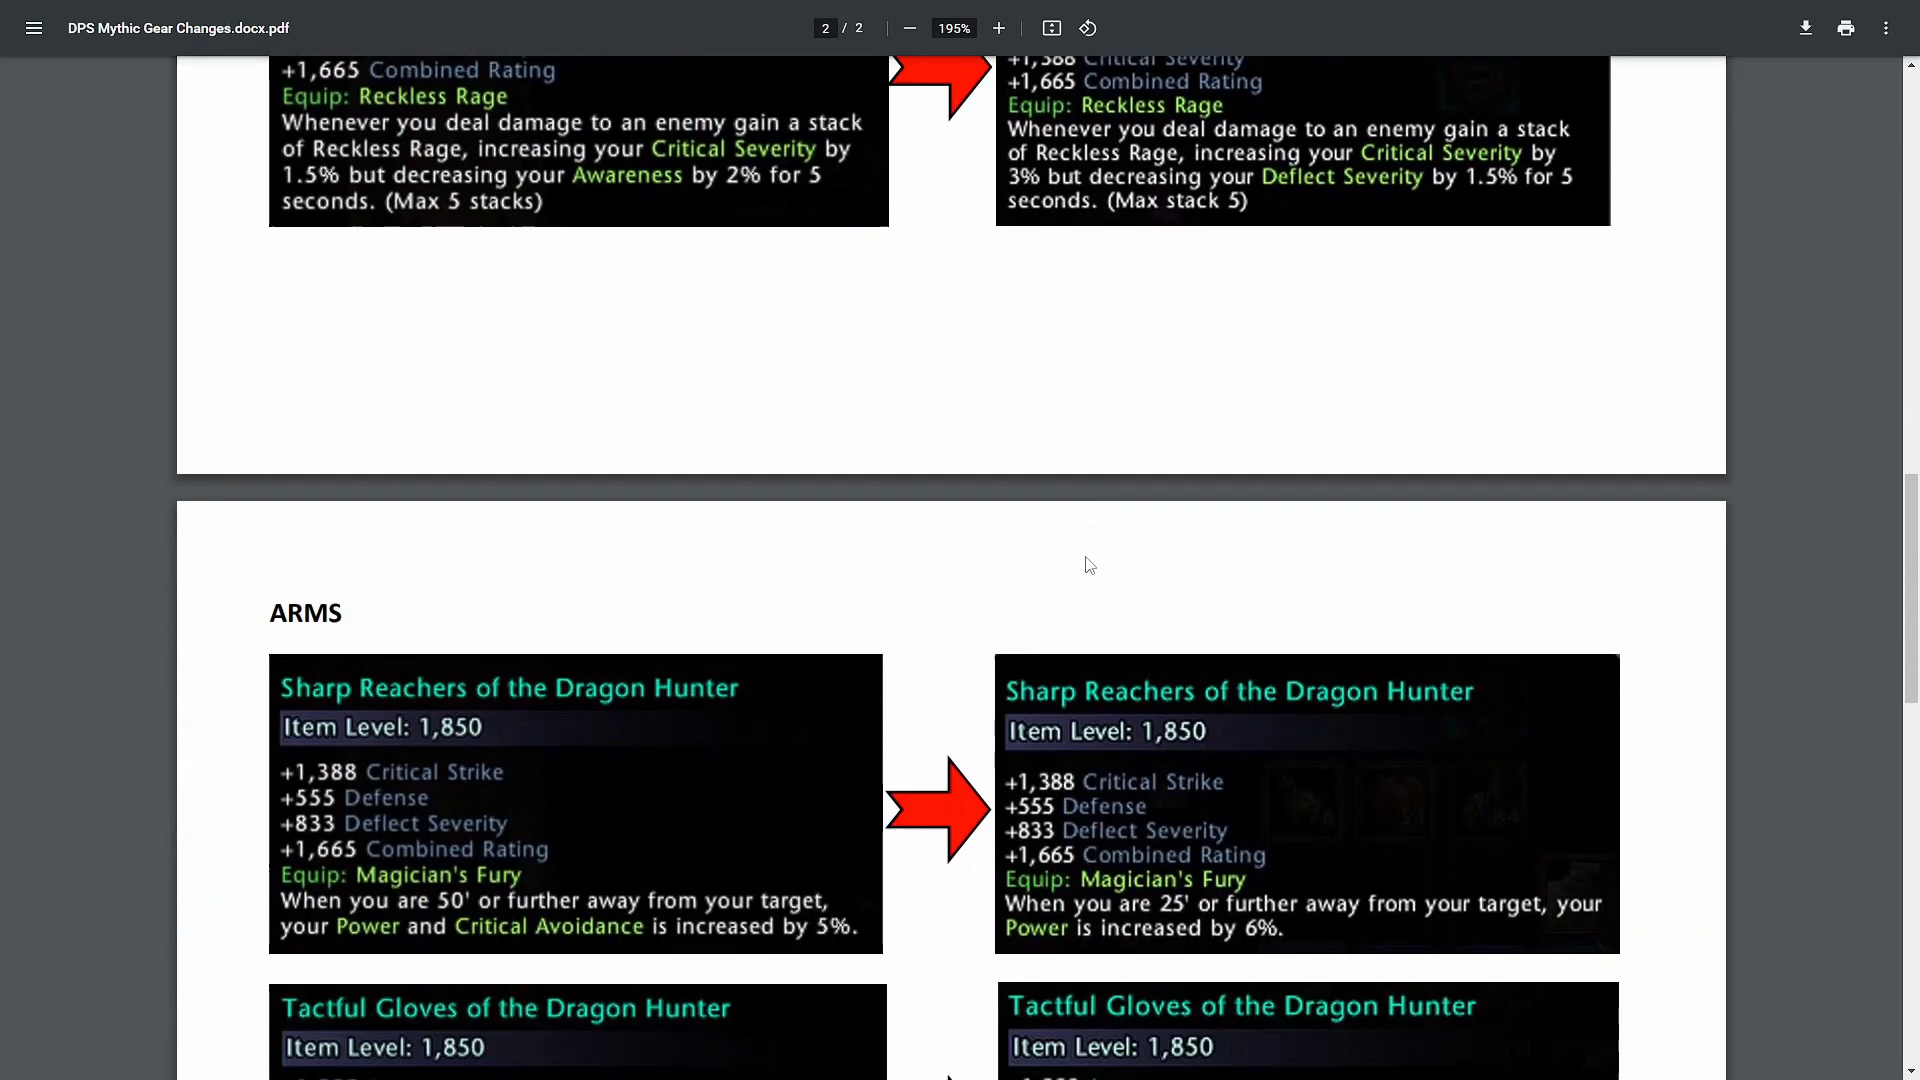 DPS Mythic Gear Changes.docx.pdf
2 / 2
195%
+1,665 Combined Rating
Equip: Reckless Rage
Whenever you deal damage to an enemy gain a stack
of Reckless Rage, increasing your Critical Severity by
1.5% but decreasing your Awareness by 2% for 5
seconds. (Max 5 stacks)
+1,388 Critical Severity
+1,665 Combined Rating
Equip: Reckless Rage
Whenever you deal damage to an enemy gain a stack
of Reckless Rage, increasing your Critical Severity by
3% but decreasing your Deflect Severity by 1.5% for 5
seconds. (Max stack 5)
ARMS
Sharp Reachers of the Dragon Hunter
Item Level: 1,850
+1,388 Critical Strike
+555 Defense
+833 Deflect Severity
+1,665 Combined Rating
Equip: Magician's Fury
When you are 50' or further away from your target,
your Power and Critical Avoidance is increased by 5%.
Sharp Reachers of the Dragon Hunter
Item Level: 1,850
+1,388 Critical Strike
+555 Defense
+833 Deflect Severity
+1,665 Combined Rating
Equip: Magician's Fury
When you are 25' or further away from your target, your
Power is increased by 6%.
Tactful Gloves of the Dragon Hunter
Item Level: 1,850
Tactful Gloves of the Dragon Hunter
Item Level: 1,850